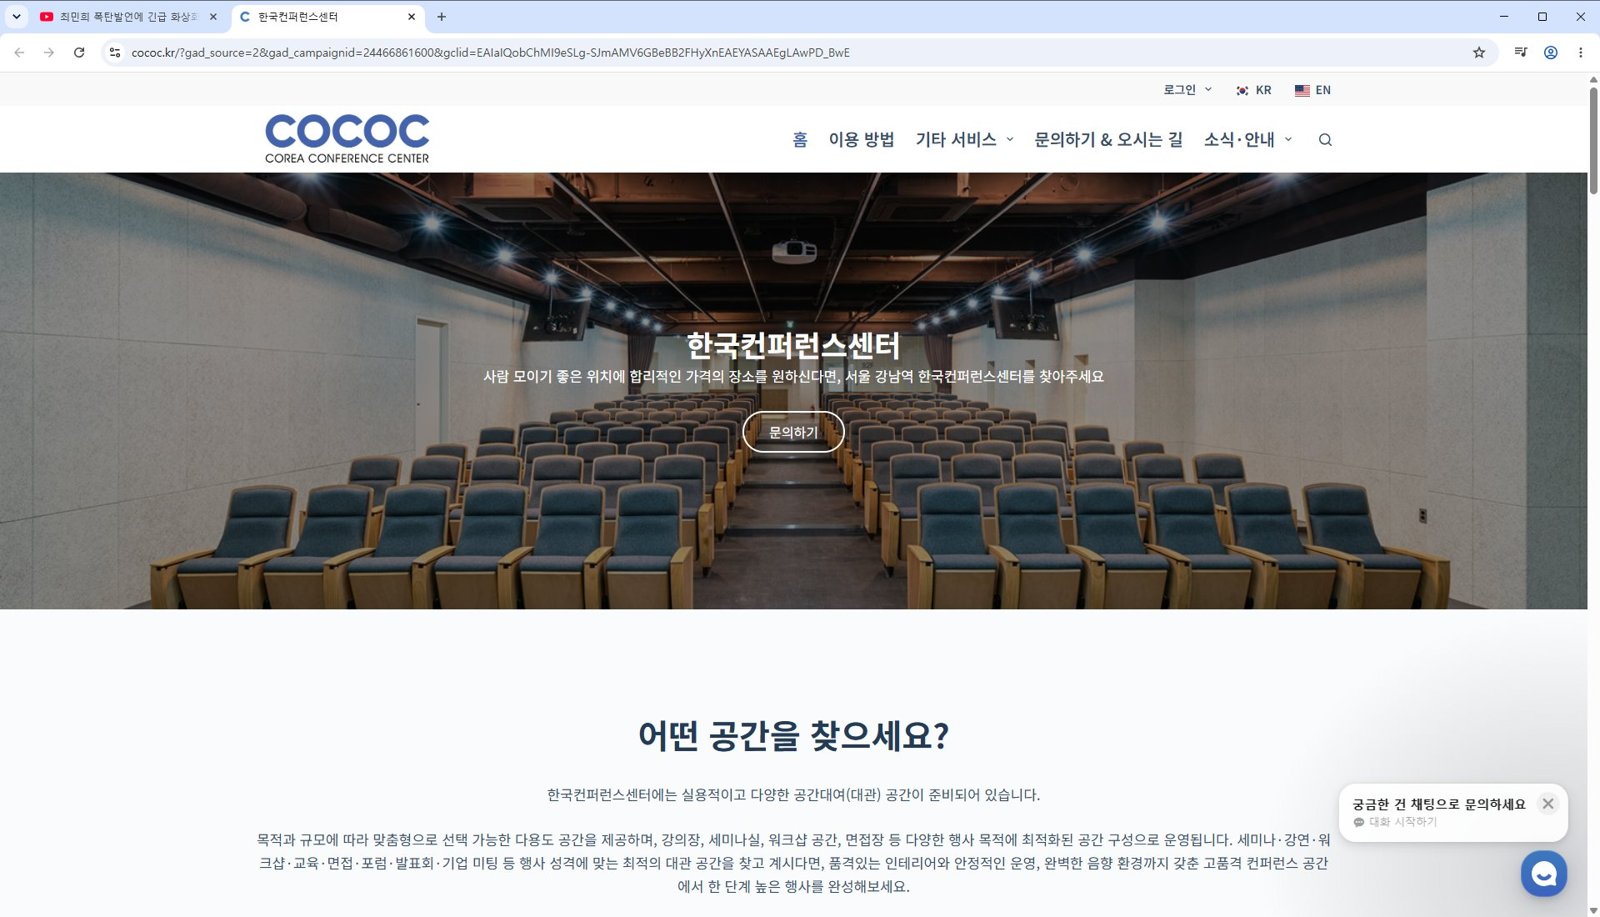 최민희 폭탄발언에 긴급 화상
한국컨퍼런스센터
cococ.kr/?gad_source=2&gad_campaignid=24466861600&gclid=EAIaIQobChMI9eSLg-SJmAMV6GBeBB2FHyXnEAEYASAAEgLAwPD_BwE
로그인 KR EN
COCOC
COREA CONFERENCE CENTER
홈 이용 방법 기타 서비스 문의하기 & 오시는 길 소식·안내
한국컨퍼런스센터
사람 모이기 좋은 위치에 합리적인 가격의 장소를 원하신다면, 서울 강남역 한국컨퍼런스센터를 찾아주세요
문의하기
어떤 공간을 찾으세요?
한국컨퍼런스센터에는 실용적이고 다양한 공간대여(대관) 공간이 준비되어 있습니다.
목적과 규모에 따라 맞춤형으로 선택 가능한 다용도 공간을 제공하며, 강의장, 세미나실, 워크샵 공간, 면접장 등 다양한 행사 목적에 최적화된 공간 구성으로 운영됩니다. 세미나·강연·워
크샵·교육·면접·포럼·발표회·기업 미팅 등 행사 성격에 맞는 최적의 대관 공간을 찾고 계시다면, 품격있는 인테리어와 안정적인 운영, 완벽한 음향 환경까지 갖춘 고품격 컨퍼런스 공간
에서 한 단계 높은 행사를 완성해보세요.
궁금한 건 채팅으로 문의하세요
대화 시작하기